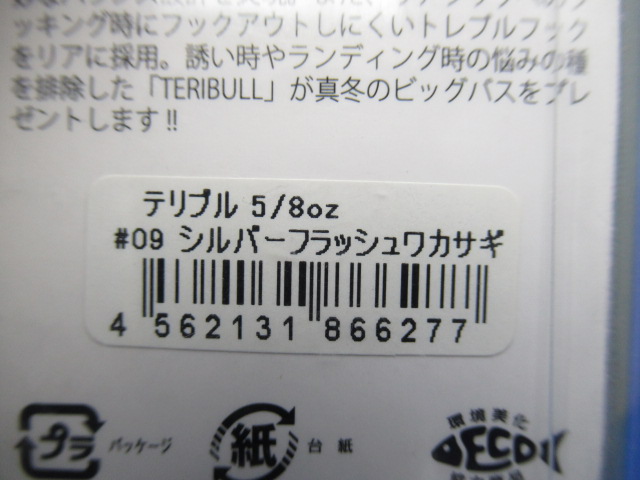 ッキング時にフックアウトしにくいトレブルフック
をリアに採用。誘い時やランディング時の悩みの種
を排除した「TERIBULL」が真冬のビッグバスをプレ
ゼントします!!
テリブル 5/8oz
#09 シルバーフラッシュワカサギ
4 562131 866277
プラ パッケージ
紙 台紙
環境美化
ECO